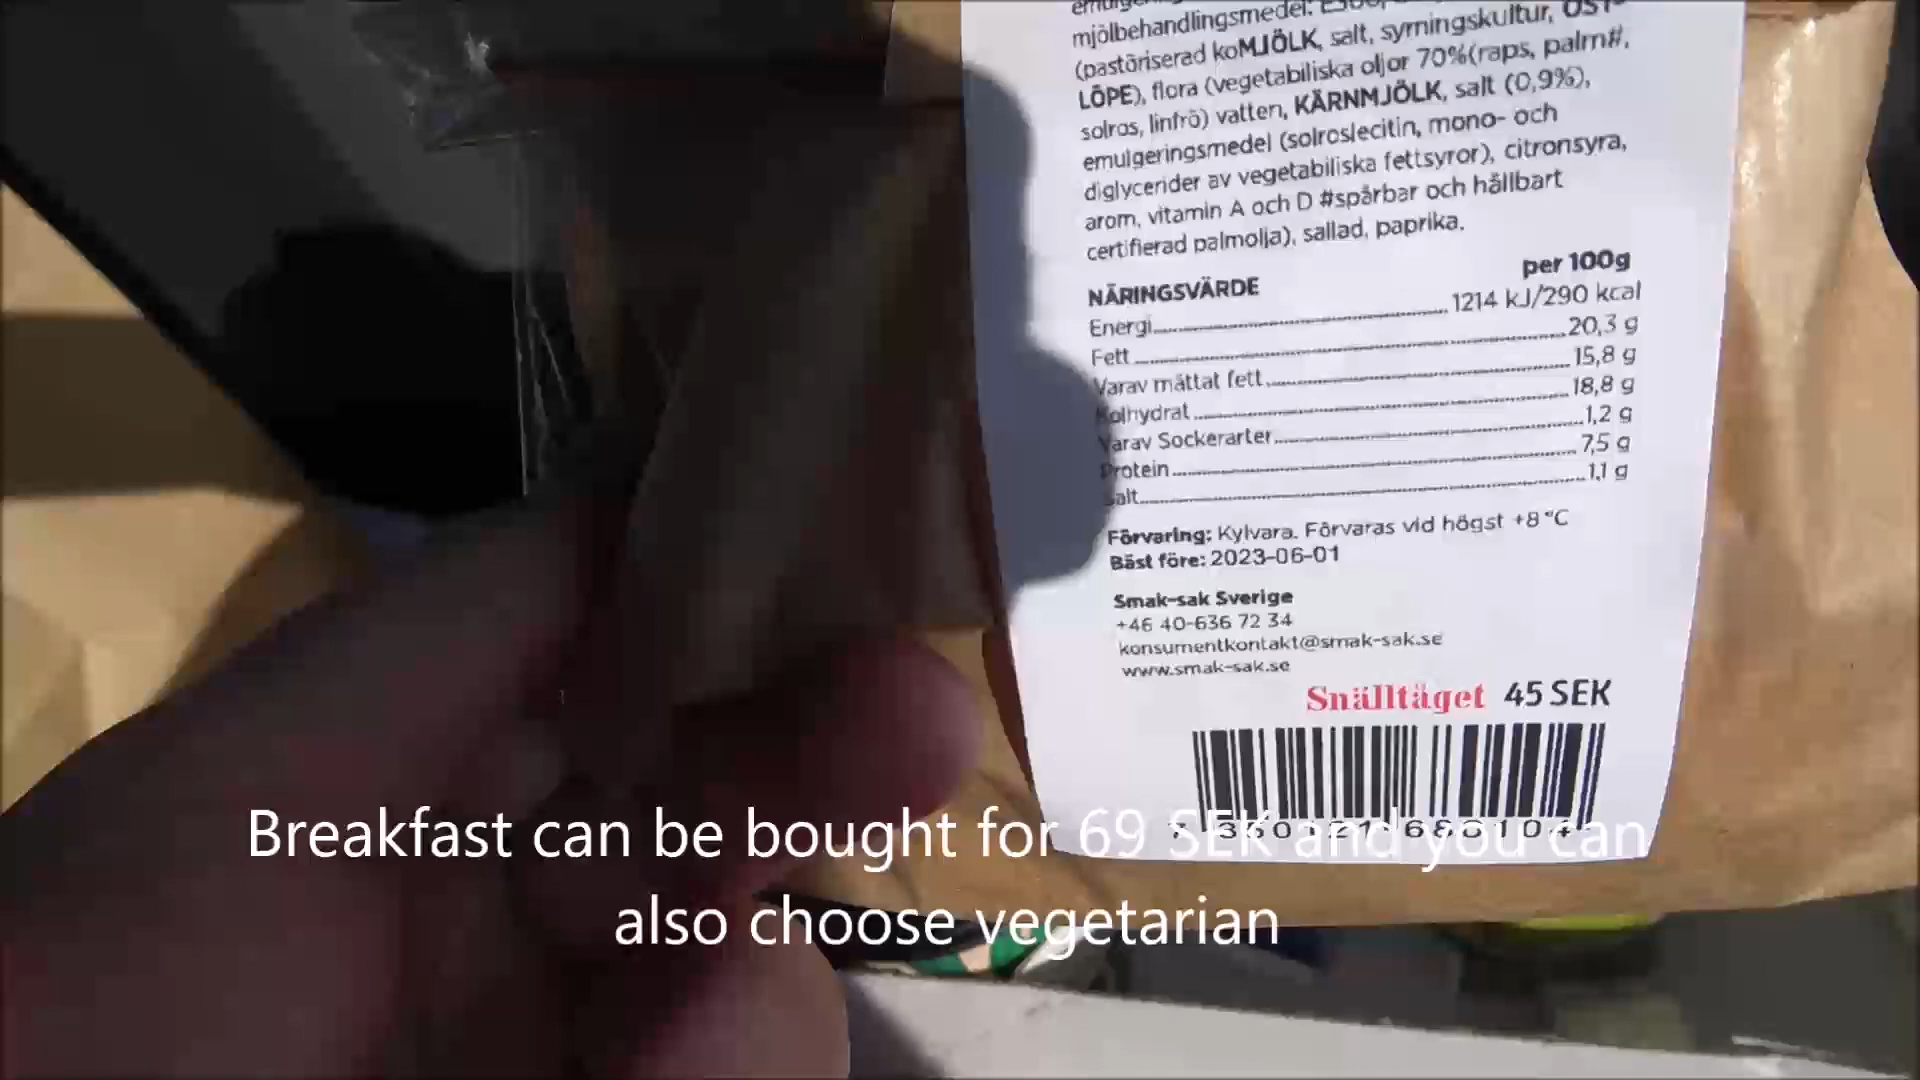 mjölbehandlingsmedel:
(pastöriserad koMJÖLK, salt, syrningskultur,
LÖPE), flora (vegetabiliska oljor 70%(raps, palm#,
solros, linfrö) vatten, KÄRNMJÖLK, salt (0,9%),
emulgeringsmedel (solroslecitin, mono- och
diglycerider av vegetabiliska fettsyror), citronsyra,
arom, vitamin A och D #spårbar och hållbart
certifierad palmolja), sallad, paprika.
NÄRINGSVÄRDE per 100g
Energi 1214 kJ/290 kcal
Fett 20,3 g
Varav mättat fett 15,8 g
Kolhydrat 18,8 g
Varav Sockerarter 1,2 g
Protein 7,5 g
Salt 1,1 g
Förvaring: Kylvara. Förvaras vid högst +8 °C
Bäst före: 2023-06-01
Smak-sak Sverige
+46 40-636 72 34
konsumentkontakt@smak-sak.se
www.smak-sak.se
Snälltåget 45 SEK
Breakfast can be bought for 69 SEK and you can
also choose vegetarian